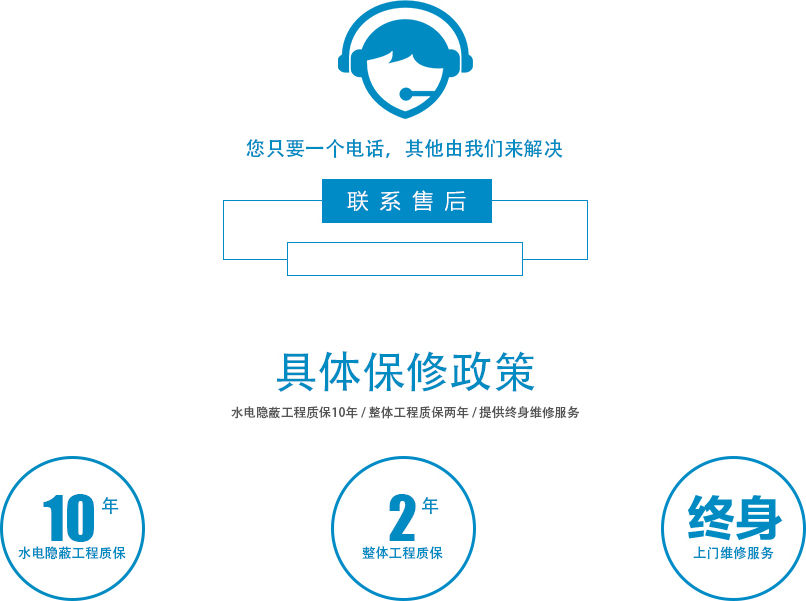 您只要一个电话，其他由我们来解决
联系售后
具体保修政策
水电隐蔽工程质保10年 / 整体工程质保两年 / 提供终身维修服务
10年
水电隐蔽工程质保
2年
整体工程质保
终身
上门维修服务